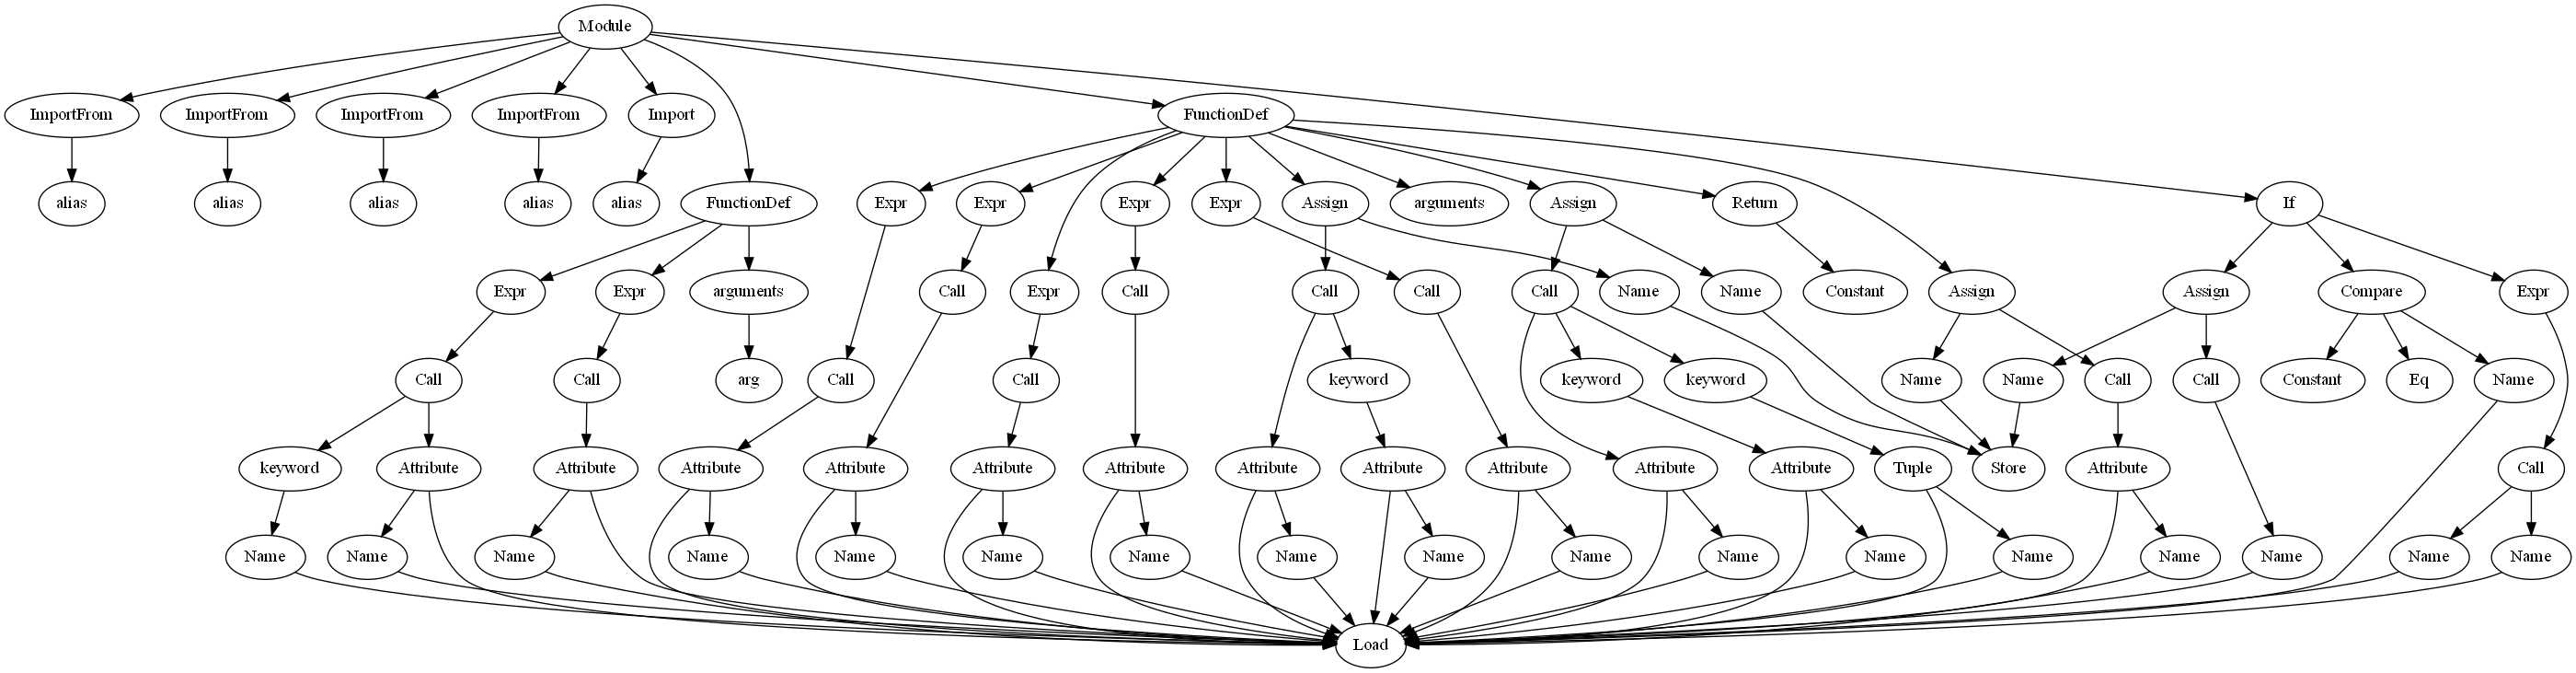 Module
ImportFrom ImportFrom ImportFrom ImportFrom Import FunctionDef
alias alias alias alias alias FunctionDef Expr Expr Expr Expr Assign arguments Assign Return If
Expr Expr arguments Call Expr Call Call Call Call Name Name Constant Assign Assign Compare Expr
Call Call arg Call Call keyword keyword keyword Name Name Call Call Constant Eq Name
keyword Attribute Attribute Attribute Attribute Attribute Attribute Attribute Attribute Attribute Attribute Attribute Tuple Store Attribute Call
Name Name Name Name Name Name Name Name Name Name Name Name Name Name Name Name Name
Load